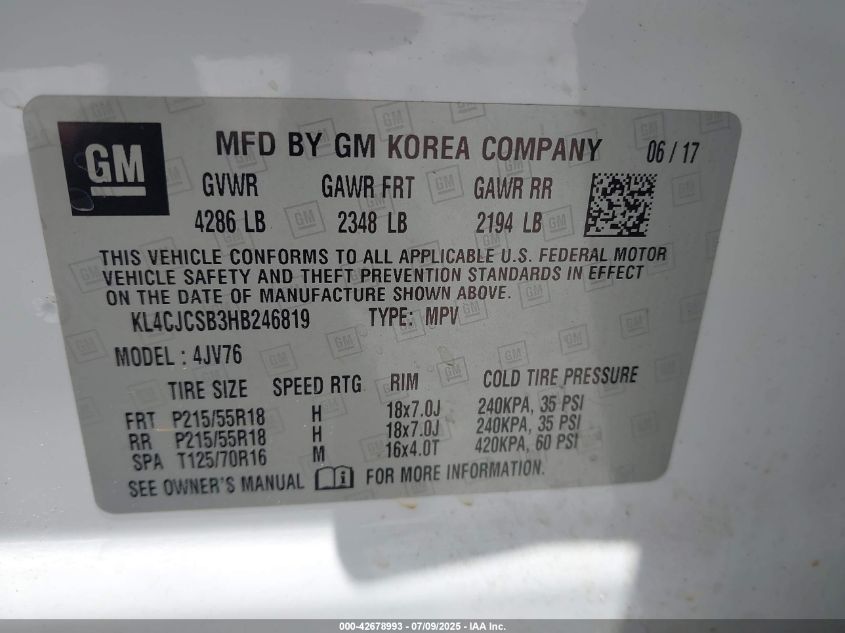 GM MFD BY GM KOREA COMPANY 06 / 17
GVWR GAWR FRT GAWR RR
4286 LB 2348 LB 2194 LB
THIS VEHICLE CONFORMS TO ALL APPLICABLE U.S. FEDERAL MOTOR
VEHICLE SAFETY AND THEFT PREVENTION STANDARDS IN EFFECT
ON THE DATE OF MANUFACTURE SHOWN ABOVE.
KL4CJCSB3HB246819 TYPE: MPV
MODEL : 4JV76
TIRE SIZE SPEED RTG RIM COLD TIRE PRESSURE
FRT P215/55R18 H 18x7.0J 240KPA, 35 PSI
RR P215/55R18 H 18x7.0J 240KPA, 35 PSI
SPA T125/70R16 M 16x4.0T 420KPA, 60 PSI
SEE OWNER'S MANUAL i FOR MORE INFORMATION.
000-42678993 - 07/09/2025 - IAA Inc.